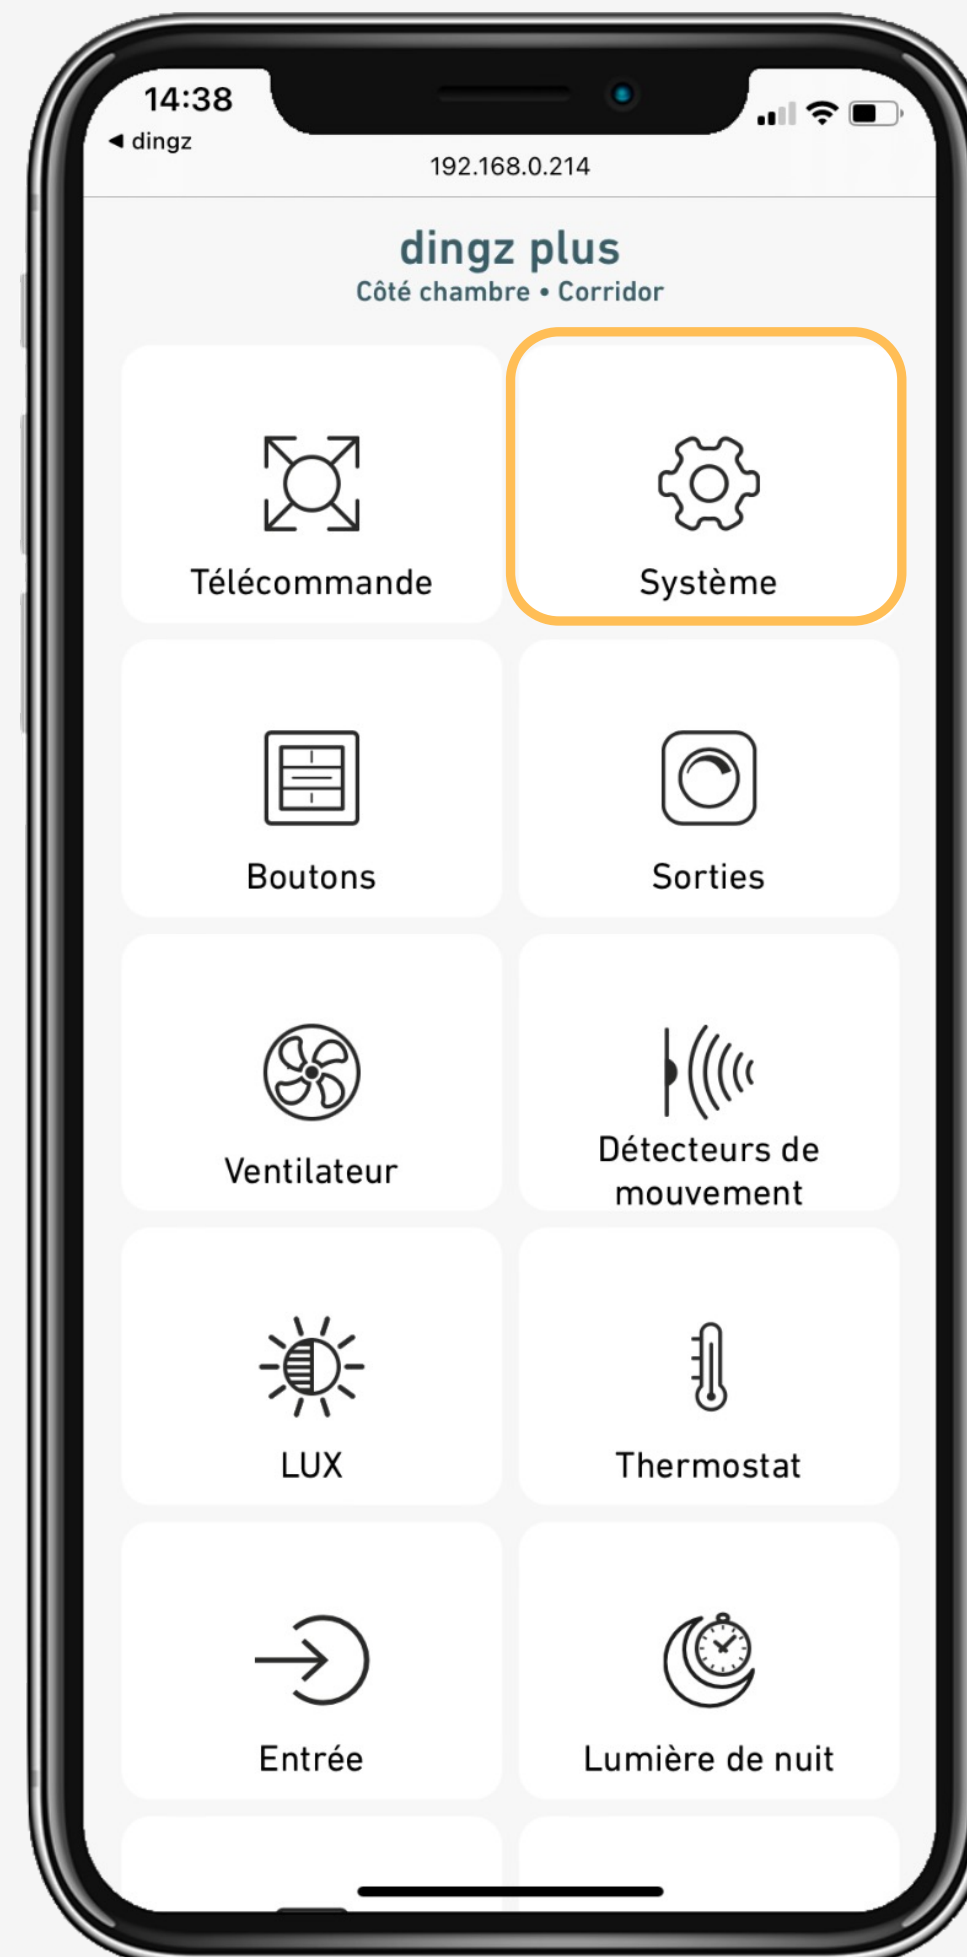 14:38
◀ dingz
192.168.0.214
dingz plus
Côté chambre • Corridor
Télécommande
Système
Boutons
Sorties
Ventilateur
Détecteurs de
mouvement
LUX
Thermostat
Entrée
Lumière de nuit